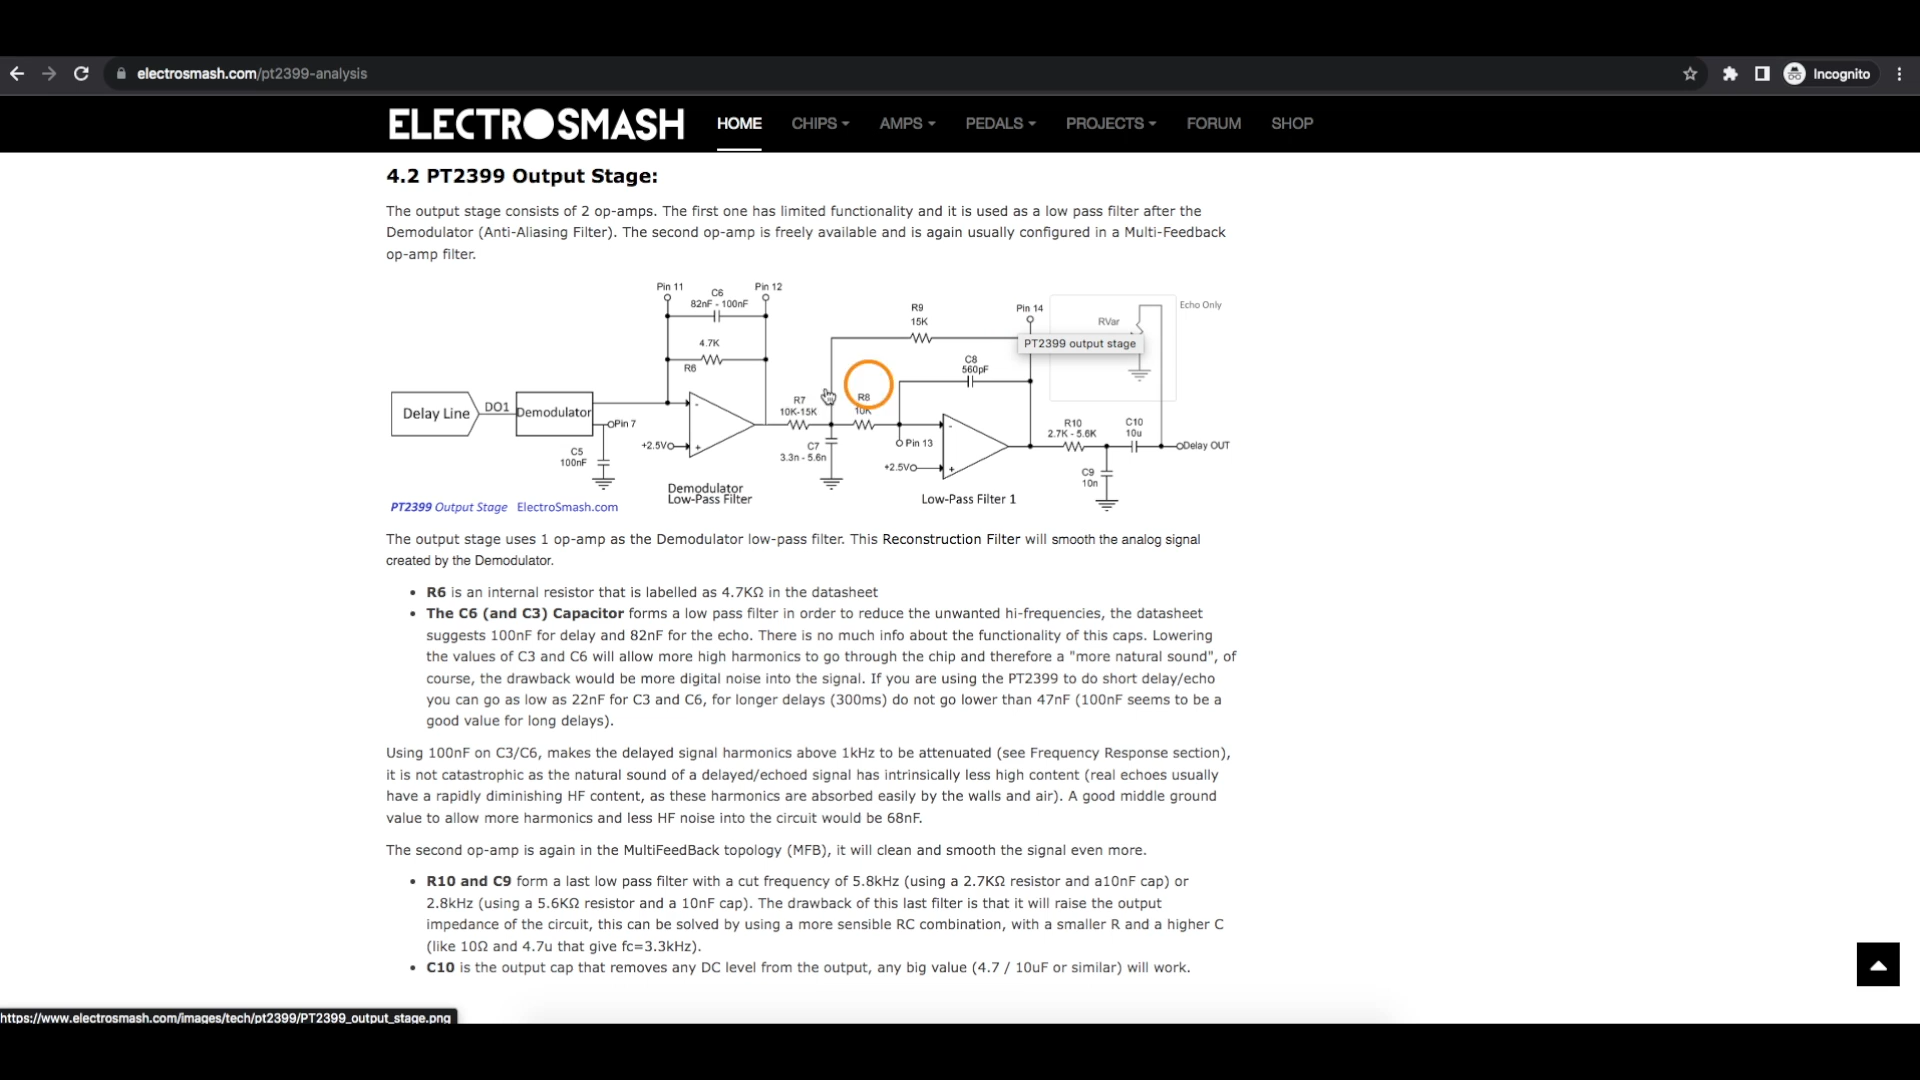 electrosmash.com/pt2399-analysis
Incognito
ELECTROSMASH HOME CHIPS AMPS PEDALS PROJECTS FORUM SHOP
4.2 PT2399 Output Stage:
The output stage consists of 2 op-amps. The first one has limited functionality and it is used as a low pass filter after the
Demodulator (Anti-Aliasing Filter). The second op-amp is freely available and is again usually configured in a Multi-Feedback
op-amp filter.
Pin 11
C6
82nF - 100nF
Pin 12
4.7K
R6
R9
15K
Pin 14
RVar
Echo Only
PT2399 output stage
C8
560pF
Delay Line
DO1
Demodulator
Pin 7
C5
100nF
-
+
+2.5V
Demodulator
Low-Pass Filter
R7
10K-15K
R8
10K
C7
3.3n - 5.6n
Pin 13
-
+
+2.5V
Low-Pass Filter 1
R10
2.7K - 5.6K
C10
10u
Delay OUT
C9
10n
PT2399 Output Stage ElectroSmash.com
The output stage uses 1 op-amp as the Demodulator low-pass filter. This Reconstruction Filter will smooth the analog signal
created by the Demodulator.
• R6 is an internal resistor that is labelled as 4.7KΩ in the datasheet
• The C6 (and C3) Capacitor forms a low pass filter in order to reduce the unwanted hi-frequencies, the datasheet
suggests 100nF for delay and 82nF for the echo. There is no much info about the functionality of this caps. Lowering
the values of C3 and C6 will allow more high harmonics to go through the chip and therefore a "more natural sound", of
course, the drawback would be more digital noise into the signal. If you are using the PT2399 to do short delay/echo
you can go as low as 22nF for C3 and C6, for longer delays (300ms) do not go lower than 47nF (100nF seems to be a
good value for long delays).
Using 100nF on C3/C6, makes the delayed signal harmonics above 1kHz to be attenuated (see Frequency Response section),
it is not catastrophic as the natural sound of a delayed/echoed signal has intrinsically less high content (real echoes usually
have a rapidly diminishing HF content, as these harmonics are absorbed easily by the walls and air). A good middle ground
value to allow more harmonics and less HF noise into the circuit would be 68nF.
The second op-amp is again in the MultiFeedBack topology (MFB), it will clean and smooth the signal even more.
• R10 and C9 form a last low pass filter with a cut frequency of 5.8kHz (using a 2.7KΩ resistor and a10nF cap) or
2.8kHz (using a 5.6KΩ resistor and a 10nF cap). The drawback of this last filter is that it will raise the output
impedance of the circuit, this can be solved by using a more sensible RC combination, with a smaller R and a higher C
(like 10Ω and 4.7u that give fc=3.3kHz).
• C10 is the output cap that removes any DC level from the output, any big value (4.7 / 10uF or similar) will work.
https://www.electrosmash.com/images/tech/pt2399/PT2399_output_stage.png